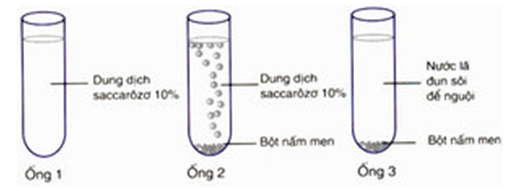 Dung dịch
saccarôzơ 10%
Ống 1
Dung dịch
saccarôzơ 10%
Bột nấm men
Ống 2
Nước lã
đun sôi
để nguội
Bột nấm men
Ống 3